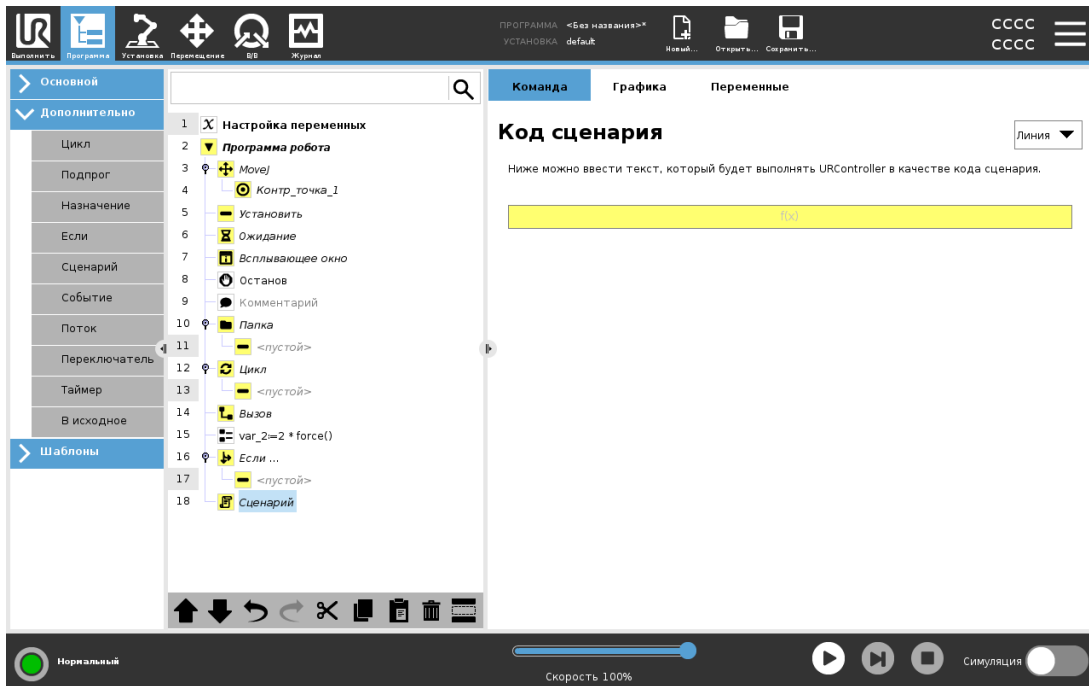 Выполнить Программа Установка Перемещение В/В Журнал
ПРОГРАММА <Без названия>*
УСТАНОВКА default
Новый... Открыть... Сохранить...
CCCC
CCCC
Основной
Дополнительно
Цикл
Подпрог
Назначение
Если
Сценарий
Событие
Поток
Переключатель
Таймер
В исходное
Шаблоны
1 X Настройка переменных
2 Программа робота
3 MoveJ
4 Контр_точка_1
5 Установить
6 Ожидание
7 Всплывающее окно
8 Останов
9 Комментарий
10 Папка
11 <пустой>
12 Цикл
13 <пустой>
14 Вызов
15 var_2≔2 * force()
16 Если ...
17 <пустой>
18 Сценарий
Команда Графика Переменные
Код сценария
Линия
Ниже можно ввести текст, который будет выполнять URController в качестве кода сценария.
f(x)
Нормальный
Скорость 100%
Симуляция